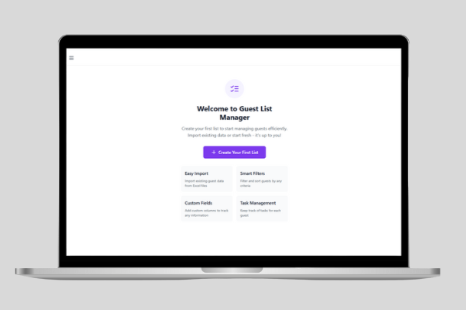 Welcome to Guest List
Manager
Create your first list to start managing guests efficiently.
Import existing data or start fresh - it's up to you!
+ Create Your First List
Easy Import
Import existing guest data
from Excel files
Smart Filters
Filter and sort guests by any
criteria
Custom Fields
Add custom columns to track
any information
Task Management
Keep track of tasks for each
guest